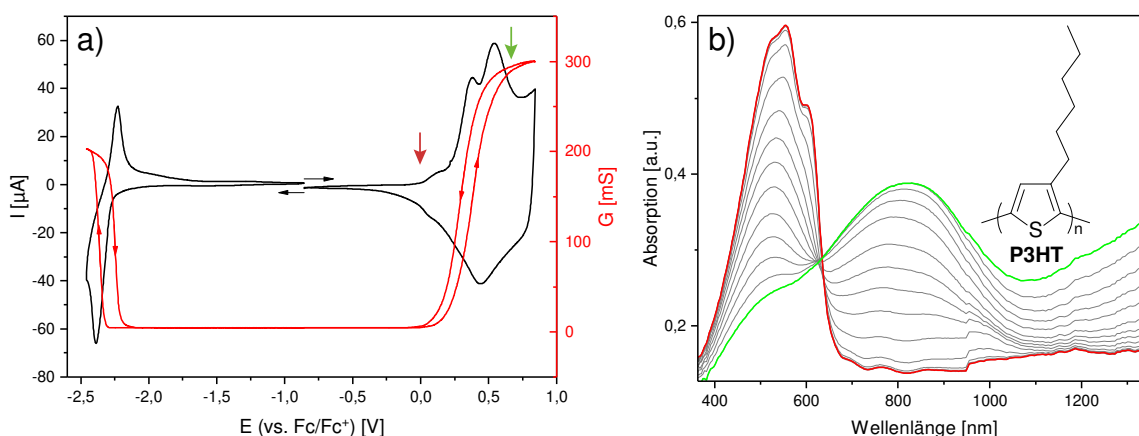 a)
60
40
20
0
-20
-40
-60
-80
I [µA]
-2,5 -2,0 -1,5 -1,0 -0,5 0,0 0,5 1,0
E (vs. Fc/Fc⁺) [V]
300
200
100
0
G [mS]
b)
0,8
0,6
0,4
0,2
Absorption [a.u.]
400 600 800 1000 1200
Wellenlänge [nm]
S
n
P3HT